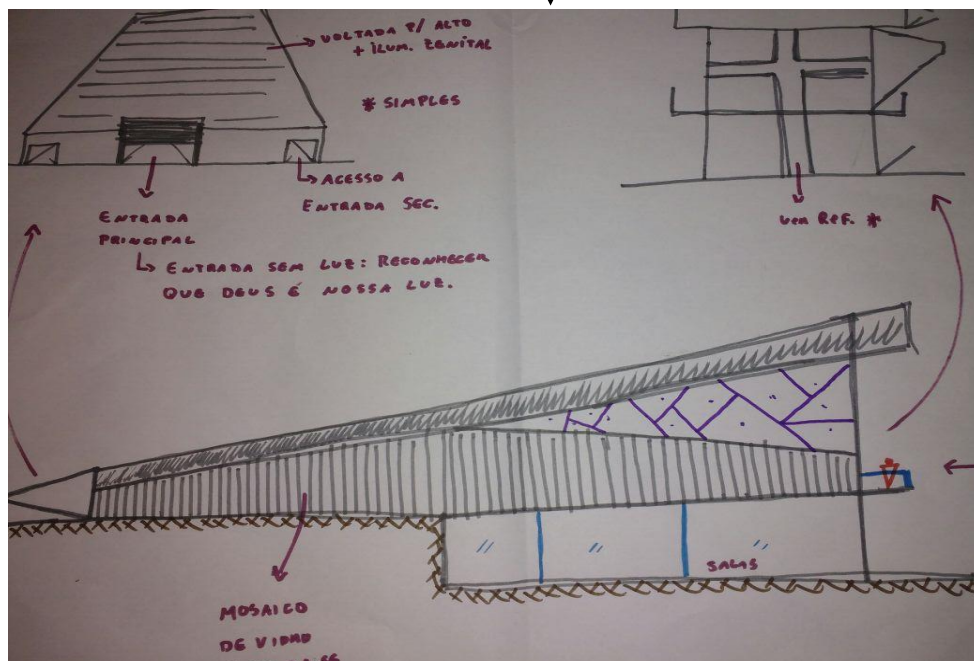 VOLTADA P/ ALTO
+ ILUM. ZENITAL
* SIMPLES
ACESSO A
ENTRADA SEC.
ENTRADA
PRINCIPAL
ENTRADA SEM LUZ: RECONHECER
QUE DEUS É NOSSA LUZ.
VER REF. *
SALAS
MOSAICO
DE VIDRO